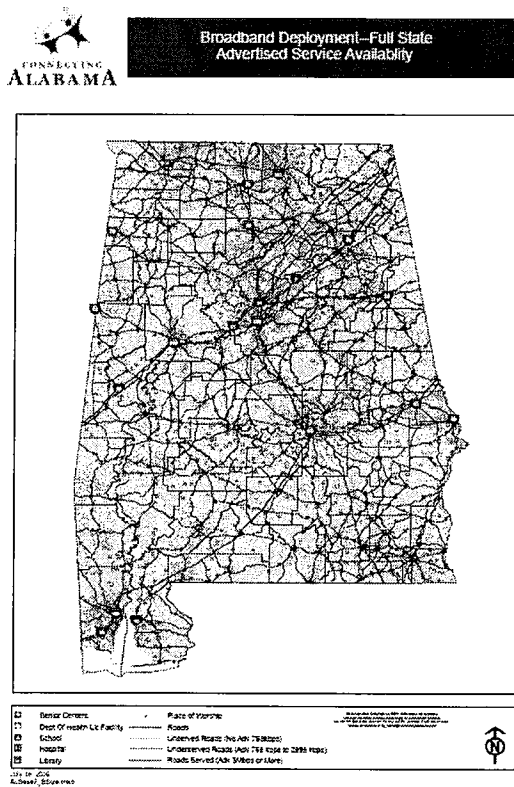 CONNECTING
ALABAMA
Broadband Deployment--Full State
Advertised Service Availability
Senior Centers
Dept Of Health Lic Facility
School
Hospital
Library
Place of Worship
Roads
Unserved Roads (No Adv 768kbps)
Underserved Roads (Adv 768 kbps to 2999 kbps)
Roads Served (Adv 3Mbps or More)
N